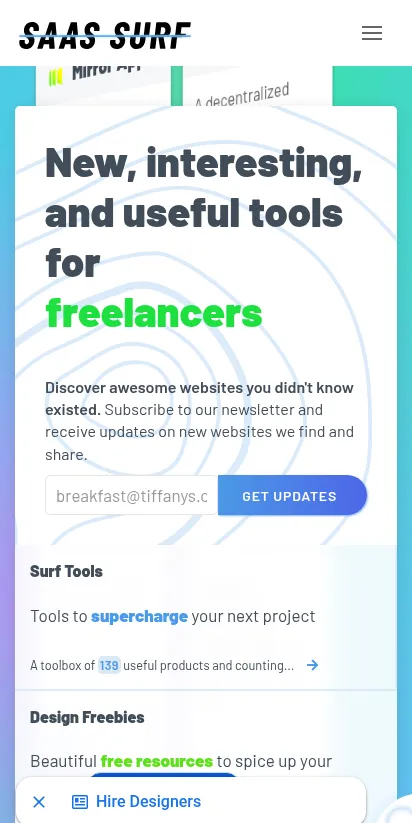 SAAS SURF
Mirror API
A decentralized
New, interesting,
and useful tools
for
freelancers
Discover awesome websites you didn't know
existed. Subscribe to our newsletter and
receive updates on new websites we find and
share.
breakfast@tiffanys.c
GET UPDATES
Surf Tools
Tools to supercharge your next project
A toolbox of 139 useful products and counting...
Design Freebies
Beautiful free resources to spice up your
Hire Designers